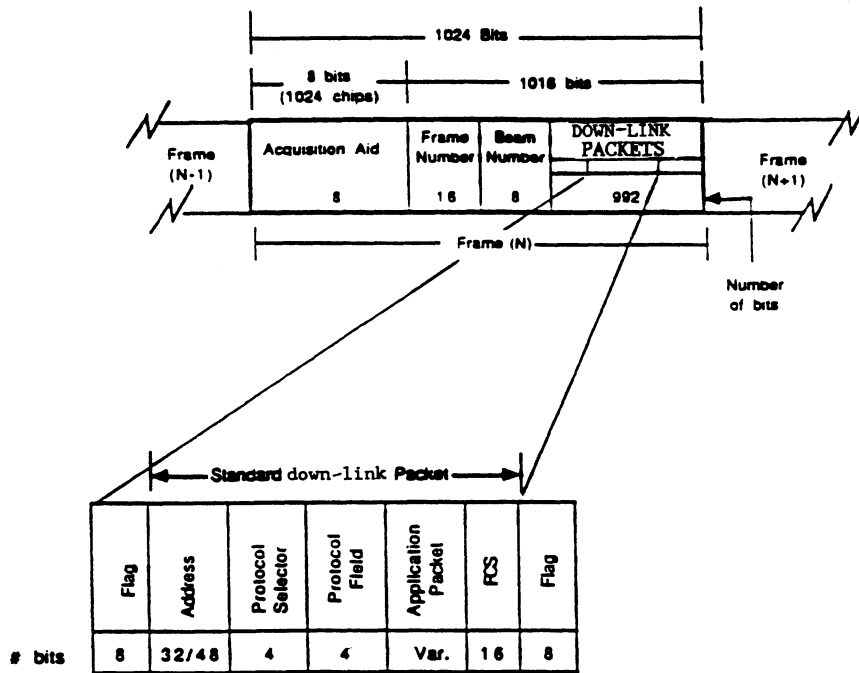 1024 Bits
8 bits
(1024 chips)
1016 bits
Frame
(N-1)
Acquisition Aid
8
Frame
Number
16
Beam
Number
8
DOWN-LINK
PACKETS
992
Frame
(N+1)
Frame (N)
Number
of bits
Standard down-link Packet
Flag
Address
Protocol
Selector
Protocol
Field
Application
Packet
FCS
Flag
# bits
8
32/48
4
4
Var.
16
8